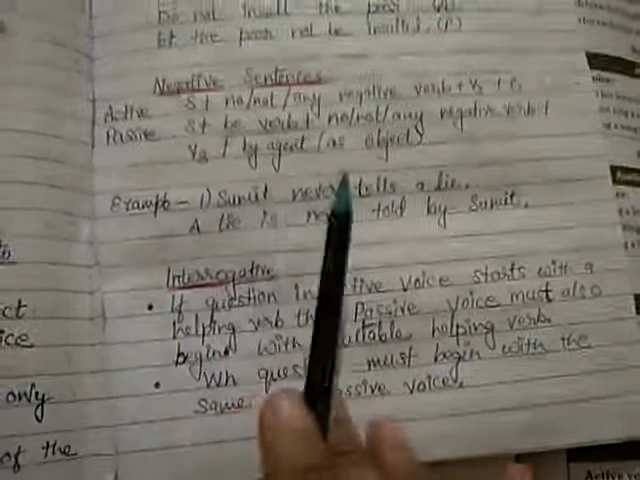 Do not insult the poor (A)
Let the poor not be insulted. (P)
Negative Sentences
Active S+ no/not/any negative verb + V
Passive S+ be verb+ no/not/any negative verb+
V3 + by agent (as object)
Example - 1) Sumit never tells a lie.
A lie is told by Sumit.
Interrogative
• If question in voice starts with a
helping verb Passive voice must also
begin with suitable helping verb.
• Wh must begin with the
same voice.
ct
ice
only
of the
Active vo